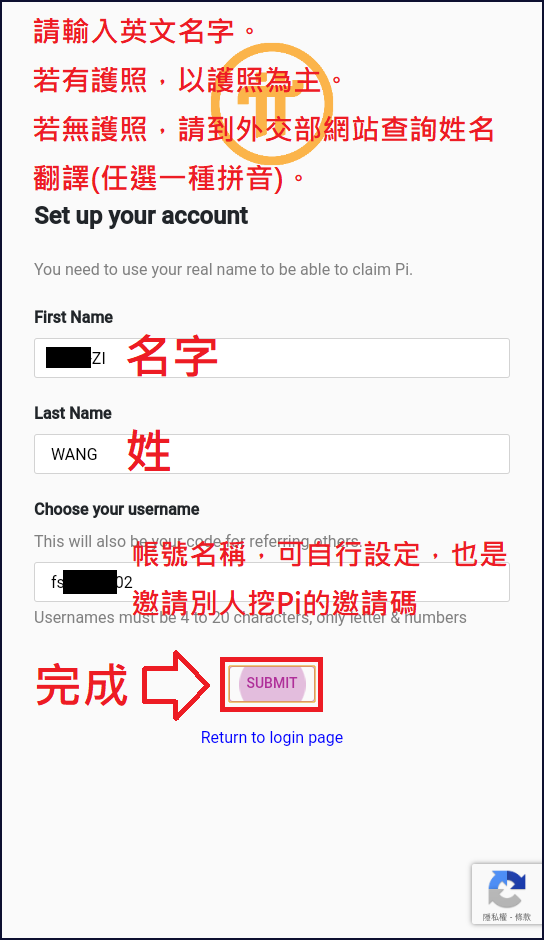 請輸入英文名字。
若有護照，以護照為主。
若無護照，請到外交部網站查詢姓名
翻譯(任選一種拼音)。
Set up your account
You need to use your real name to be able to claim Pi.
First Name
ZI 名字
Last Name
WANG 姓
Choose your username
This will also be your code for referring others.
帳號名稱，可自行設定，也是
fs 02
邀請別人挖Pi的邀請碼
Usernames must be 4 to 20 characters, only letter & numbers
完成 SUBMIT
Return to login page
隱私權 - 條款